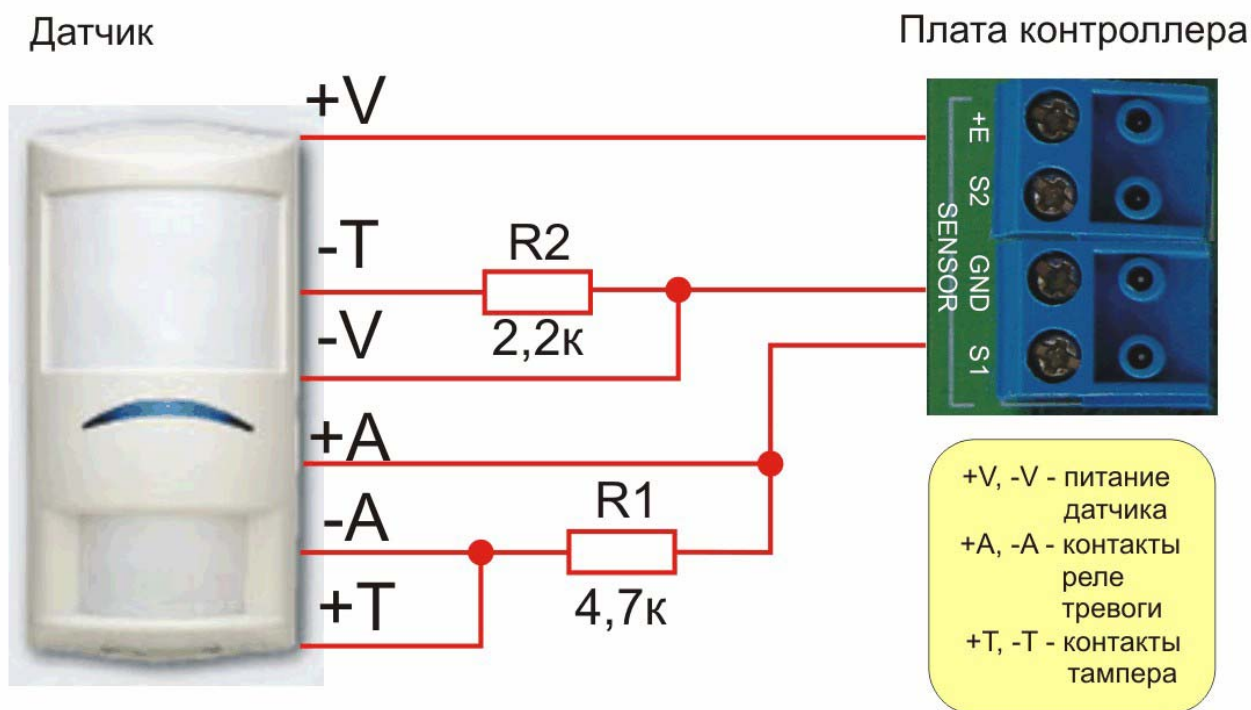 Датчик
Плата контроллера
+V
-T
R2
2,2к
-V
+A
-A
R1
4,7к
+T
SENSOR
+E
S2
GND
S1
+V, -V - питание
датчика
+A, -A - контакты
реле
тревоги
+T, -T - контакты
тампера